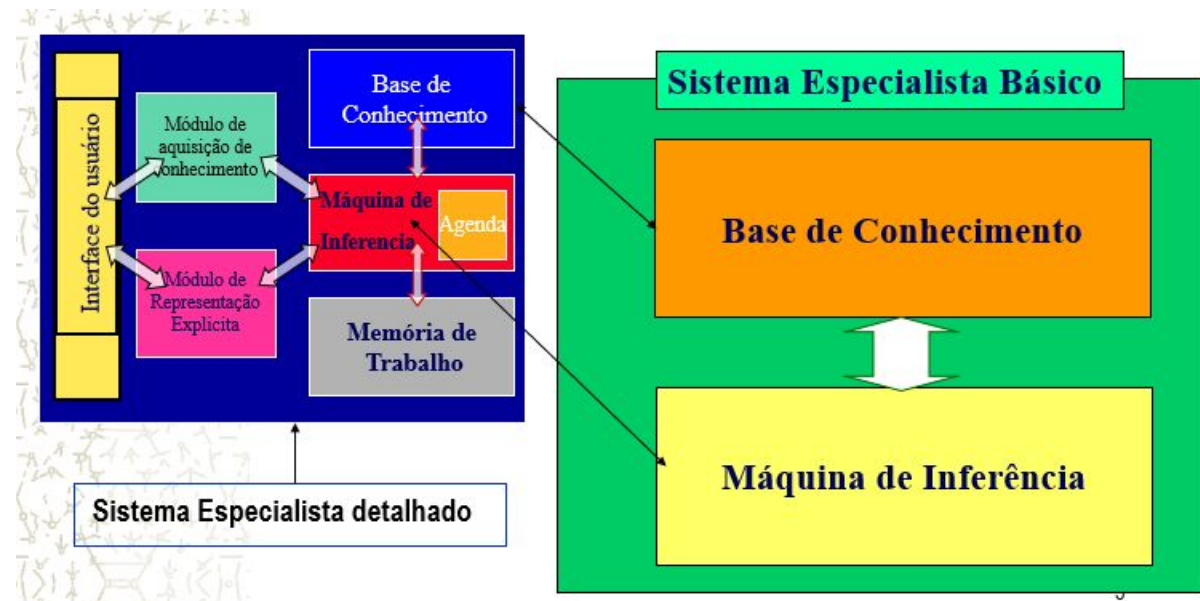 Interface do usuário
Módulo de
aquisição de
conhecimento
Módulo de
Representação
Explicita
Base de
Conhecimento
Máquina de
Inferencia
Agenda
Memória de
Trabalho
Sistema Especialista detalhado
Sistema Especialista Básico
Base de Conhecimento
Máquina de Inferência